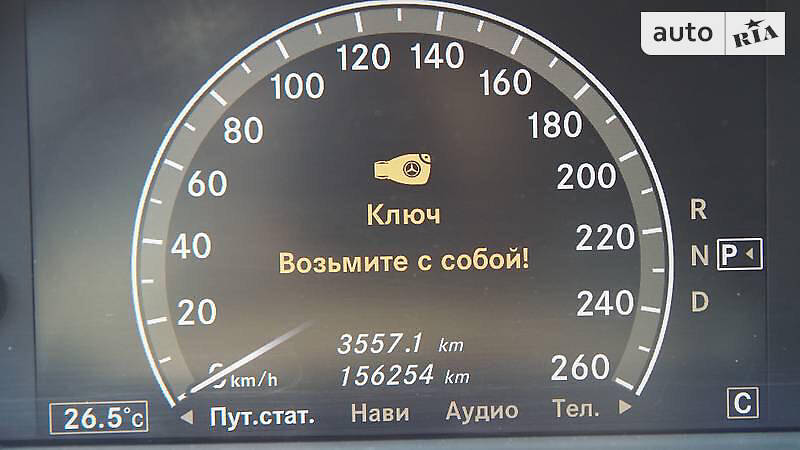 auto RIA
120 140
100 160
80 180
60 200
40 220
20 240
0 km/h 260
Ключ
Возьмите с собой!
3557.1 km
156254 km
R
N P
D
26.5°C
Пут.стат. Нави Аудио Тел.
C